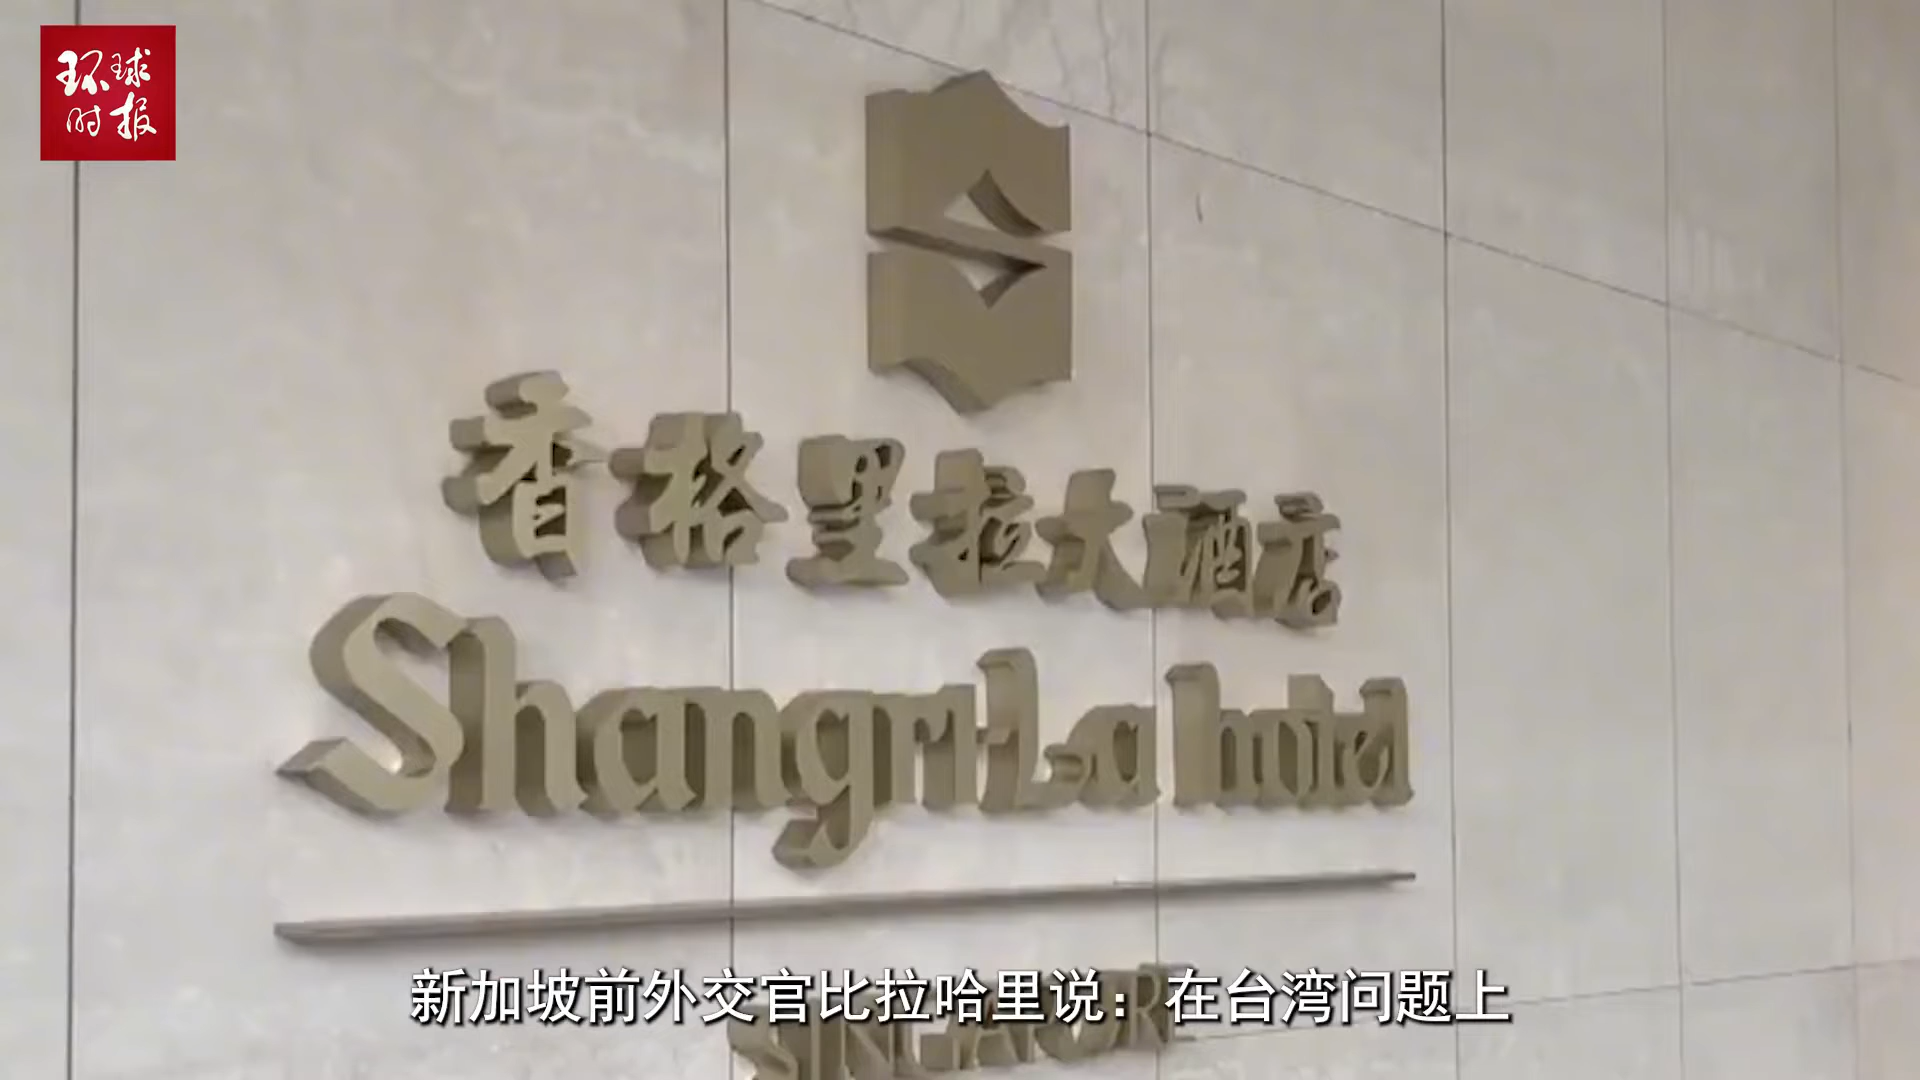 环球
时报
香格里拉大酒店
Shangri-La hotel
SINGAPORE
新加坡前外交官比拉哈里说：在台湾问题上